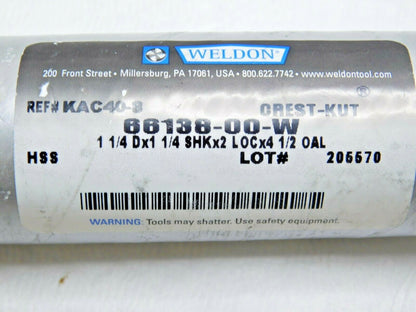 WELDON®
200 Front Street • Millersburg, PA 17061, USA • 800.622.7742 • www.weldontool.com
®
REF# KAC40-8 CREST-KUT
66138-00-W
1 1/4 Dx1 1/4 SHKx2 LOCx4 1/2 OAL
HSS LOT# 206570
WARNING: Tools may shatter. Use safety equipment.